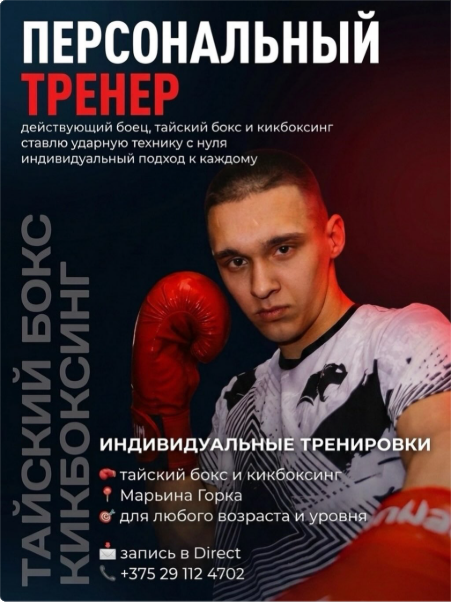 ПЕРСОНАЛЬНЫЙ
ТРЕНЕР
действующий боец, тайский бокс и кикбоксинг
ставлю ударную технику с нуля
индивидуальный подход к каждому
ТАЙСКИЙ БОКС
КИКБОКСИНГ
ИНДИВИДУАЛЬНЫЕ ТРЕНИРОВКИ
🥊 тайский бокс и кикбоксинг
📍 Марьина Горка
🎯 для любого возраста и уровня
📩 запись в Direct
📞 +375 29 112 4702